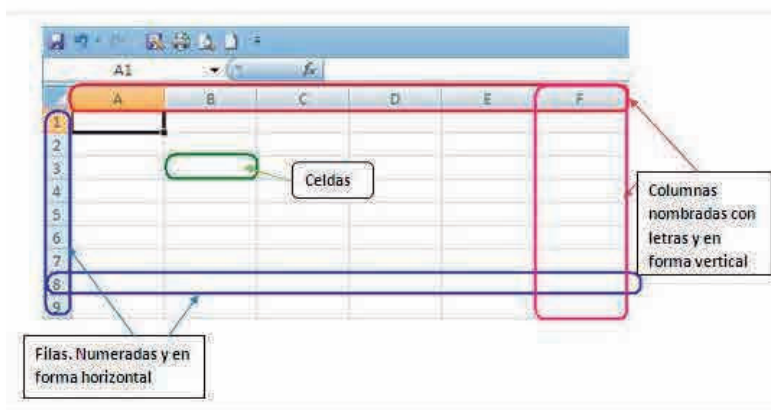 A1
fx
A B C D E F
1
2
3
4
5
6
7
8
9
Celdas
Columnas
nombradas con
letras y en
forma vertical
Filas. Numeradas y en
forma horizontal